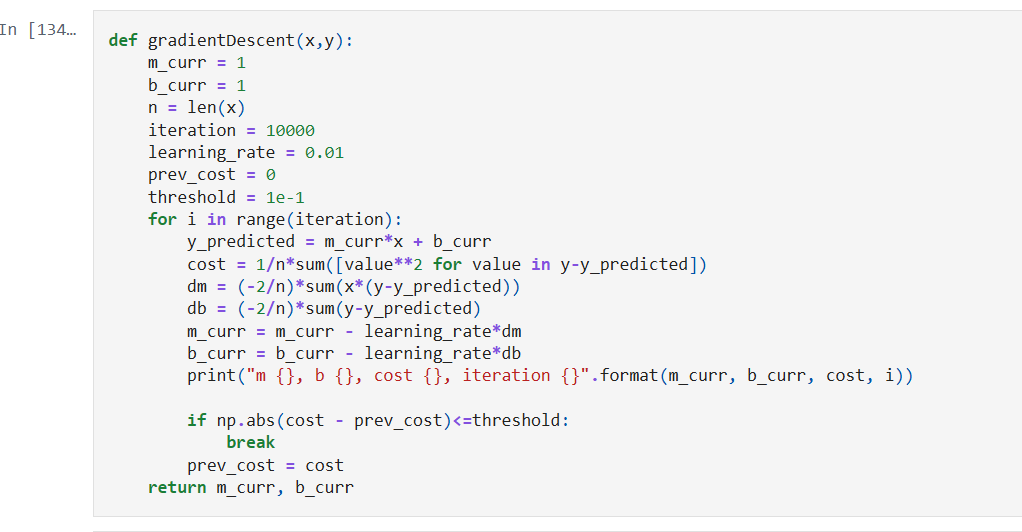 In [134…
def gradientDescent(x,y):
    m_curr = 1
    b_curr = 1
    n = len(x)
    iteration = 10000
    learning_rate = 0.01
    prev_cost = 0
    threshold = 1e-1
    for i in range(iteration):
        y_predicted = m_curr*x + b_curr
        cost = 1/n*sum([value**2 for value in y-y_predicted])
        dm = (-2/n)*sum(x*(y-y_predicted))
        db = (-2/n)*sum(y-y_predicted)
        m_curr = m_curr - learning_rate*dm
        b_curr = b_curr - learning_rate*db
        print("m {}, b {}, cost {}, iteration {}".format(m_curr, b_curr, cost, i))
        if np.abs(cost - prev_cost)<=threshold:
            break
        prev_cost = cost
    return m_curr, b_curr